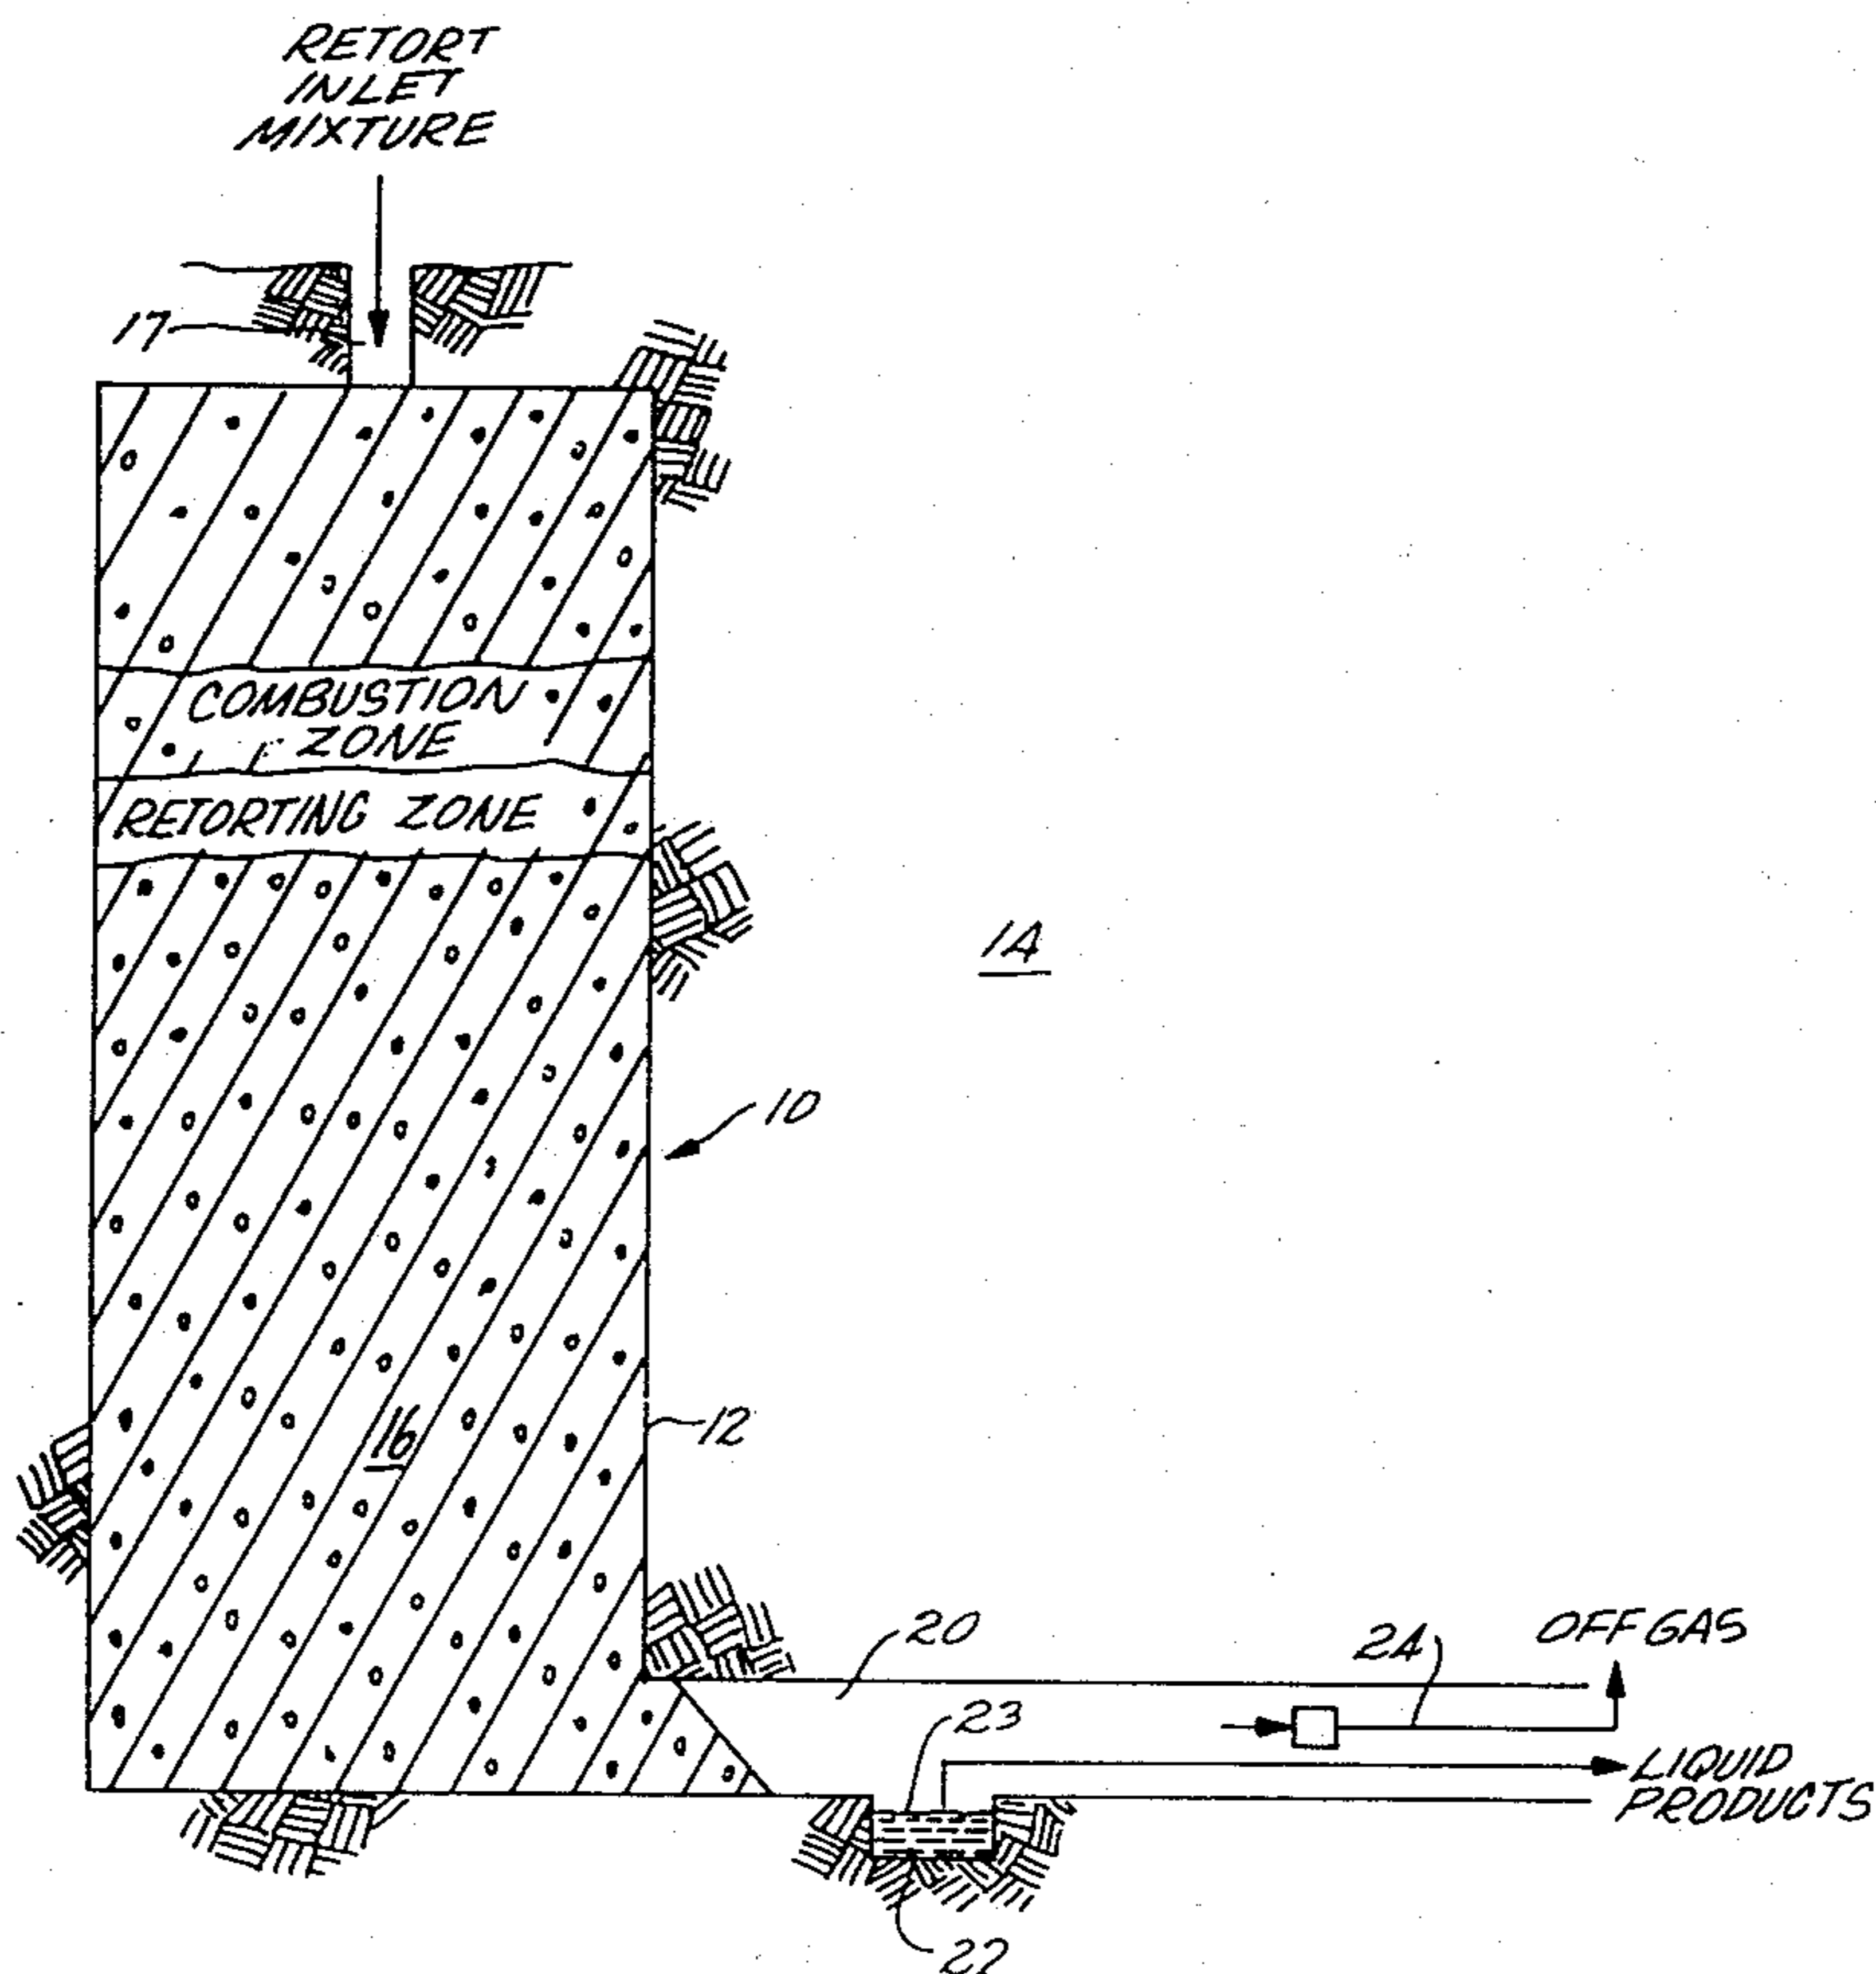 RETORT
INLET
MIXTURE
17
COMBUSTION
ZONE
RETORTING ZONE
14
10
12
16
20
24
OFF GAS
23
LIQUID
PRODUCTS
22